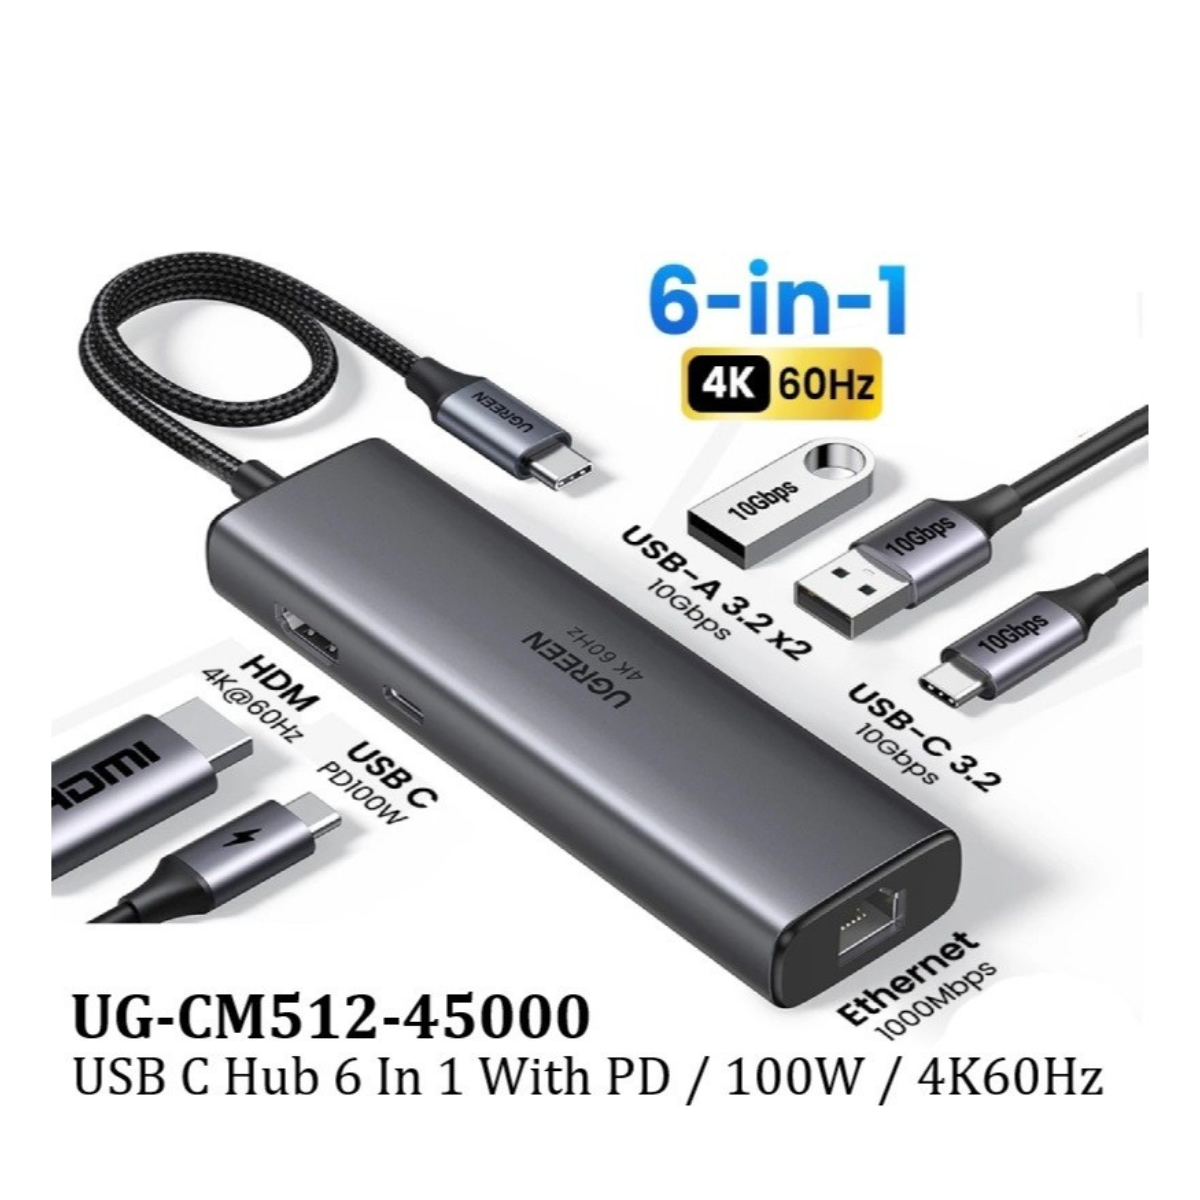 6-in-1
4K 60Hz
UGREEN
10Gbps
10Gbps
10Gbps
USB-A 3.2 x2
10Gbps
USB-C 3.2
10Gbps
UGREEN
4K 60Hz
HDM
4K@60Hz
USB C
PD100W
HDMI
Ethernet
1000Mbps
UG-CM512-45000
USB C Hub 6 In 1 With PD / 100W / 4K60Hz